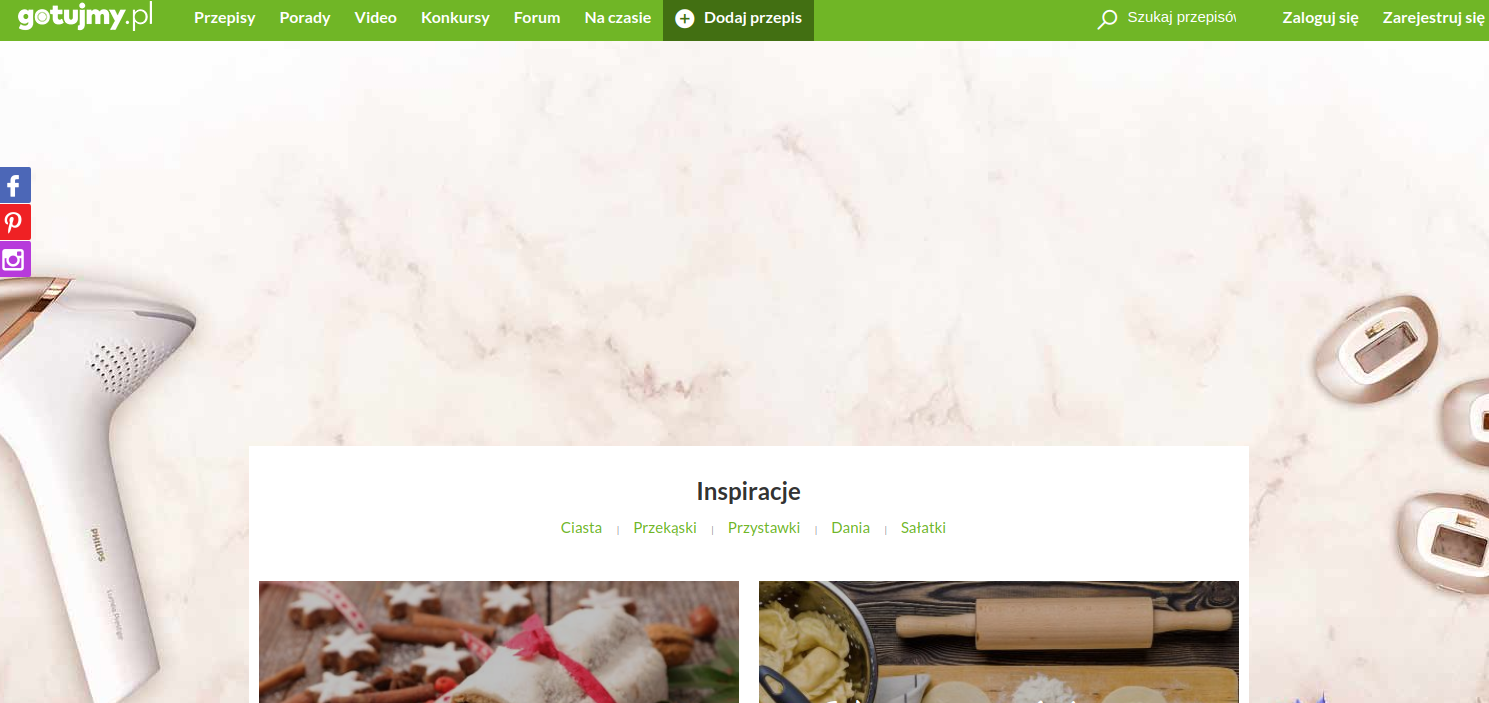 gotujmy.pl Przepisy Porady Video Konkursy Forum Na czasie Dodaj przepis Szukaj przepisów Zaloguj się Zarejestruj się
Inspiracje
Ciasta | Przekąski | Przystawki | Dania | Sałatki
PHILIPS
Lumea Prestige